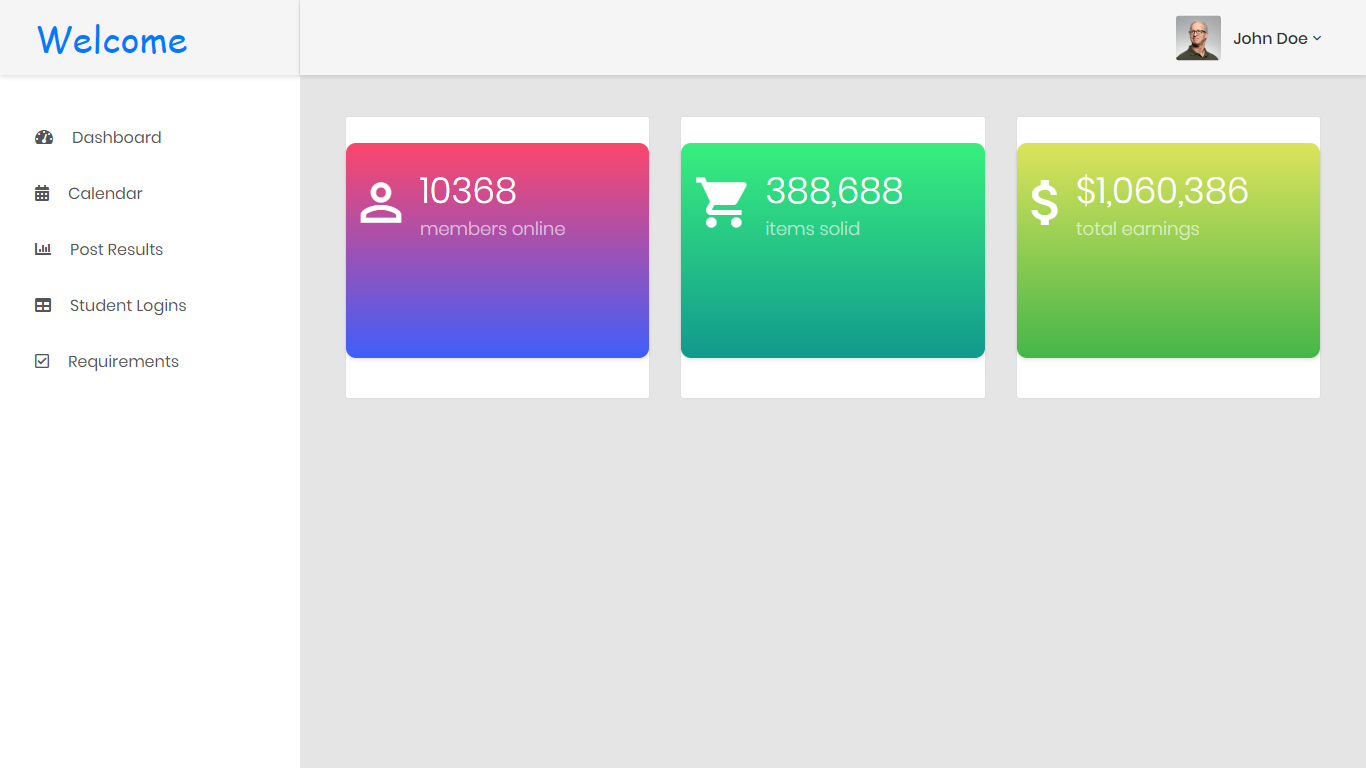 Welcome
John Doe
Dashboard
Calendar
Post Results
Student Logins
Requirements
10368
members online
388,688
items solid
$1,060,386
total earnings